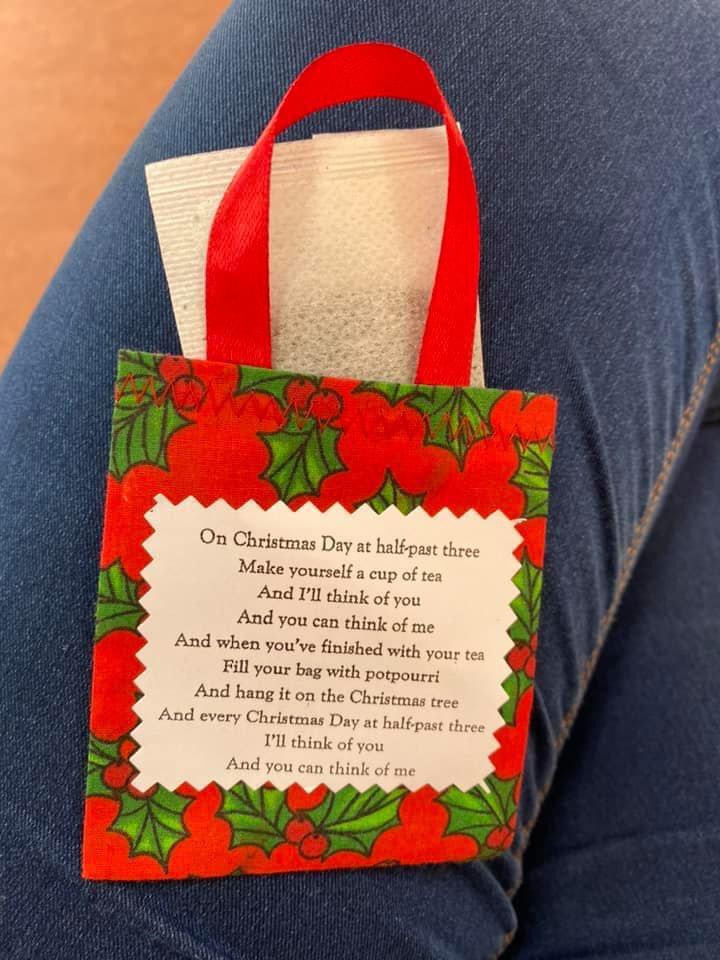 On Christmas Day at half-past three
Make yourself a cup of tea
And I'll think of you
And you can think of me
And when you've finished with your tea
Fill your bag with potpourri
And hang it on the Christmas tree
And every Christmas Day at half-past three
I'll think of you
And you can think of me